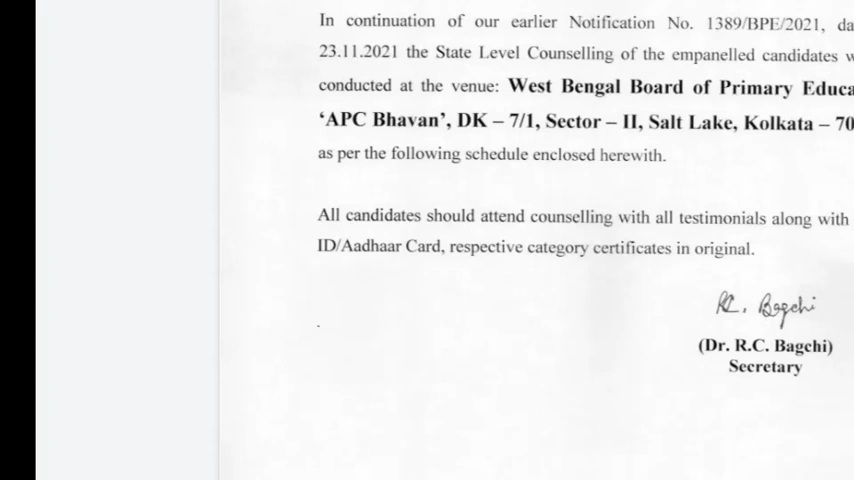 In continuation of our earlier Notification No. 1389/BPE/2021,
23.11.2021 the State Level Counselling of the empanelled candidates
conducted at the venue: West Bengal Board of Primary
'APC Bhavan', DK – 7/1, Sector – II, Salt Lake, Kolkata – 70
as per the following schedule enclosed herewith.
All candidates should attend counselling with all testimonials along with
ID/Aadhaar Card, respective category certificates in original.
R.C. Bagchi
(Dr. R.C. Bagchi)
Secretary